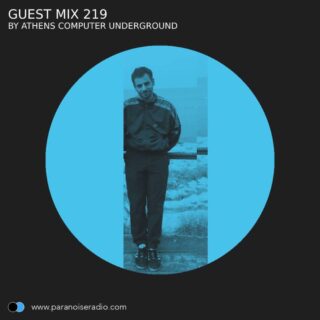 GUEST MIX 219
BY ATHENS COMPUTER UNDERGROUND
www.paranoiseradio.com